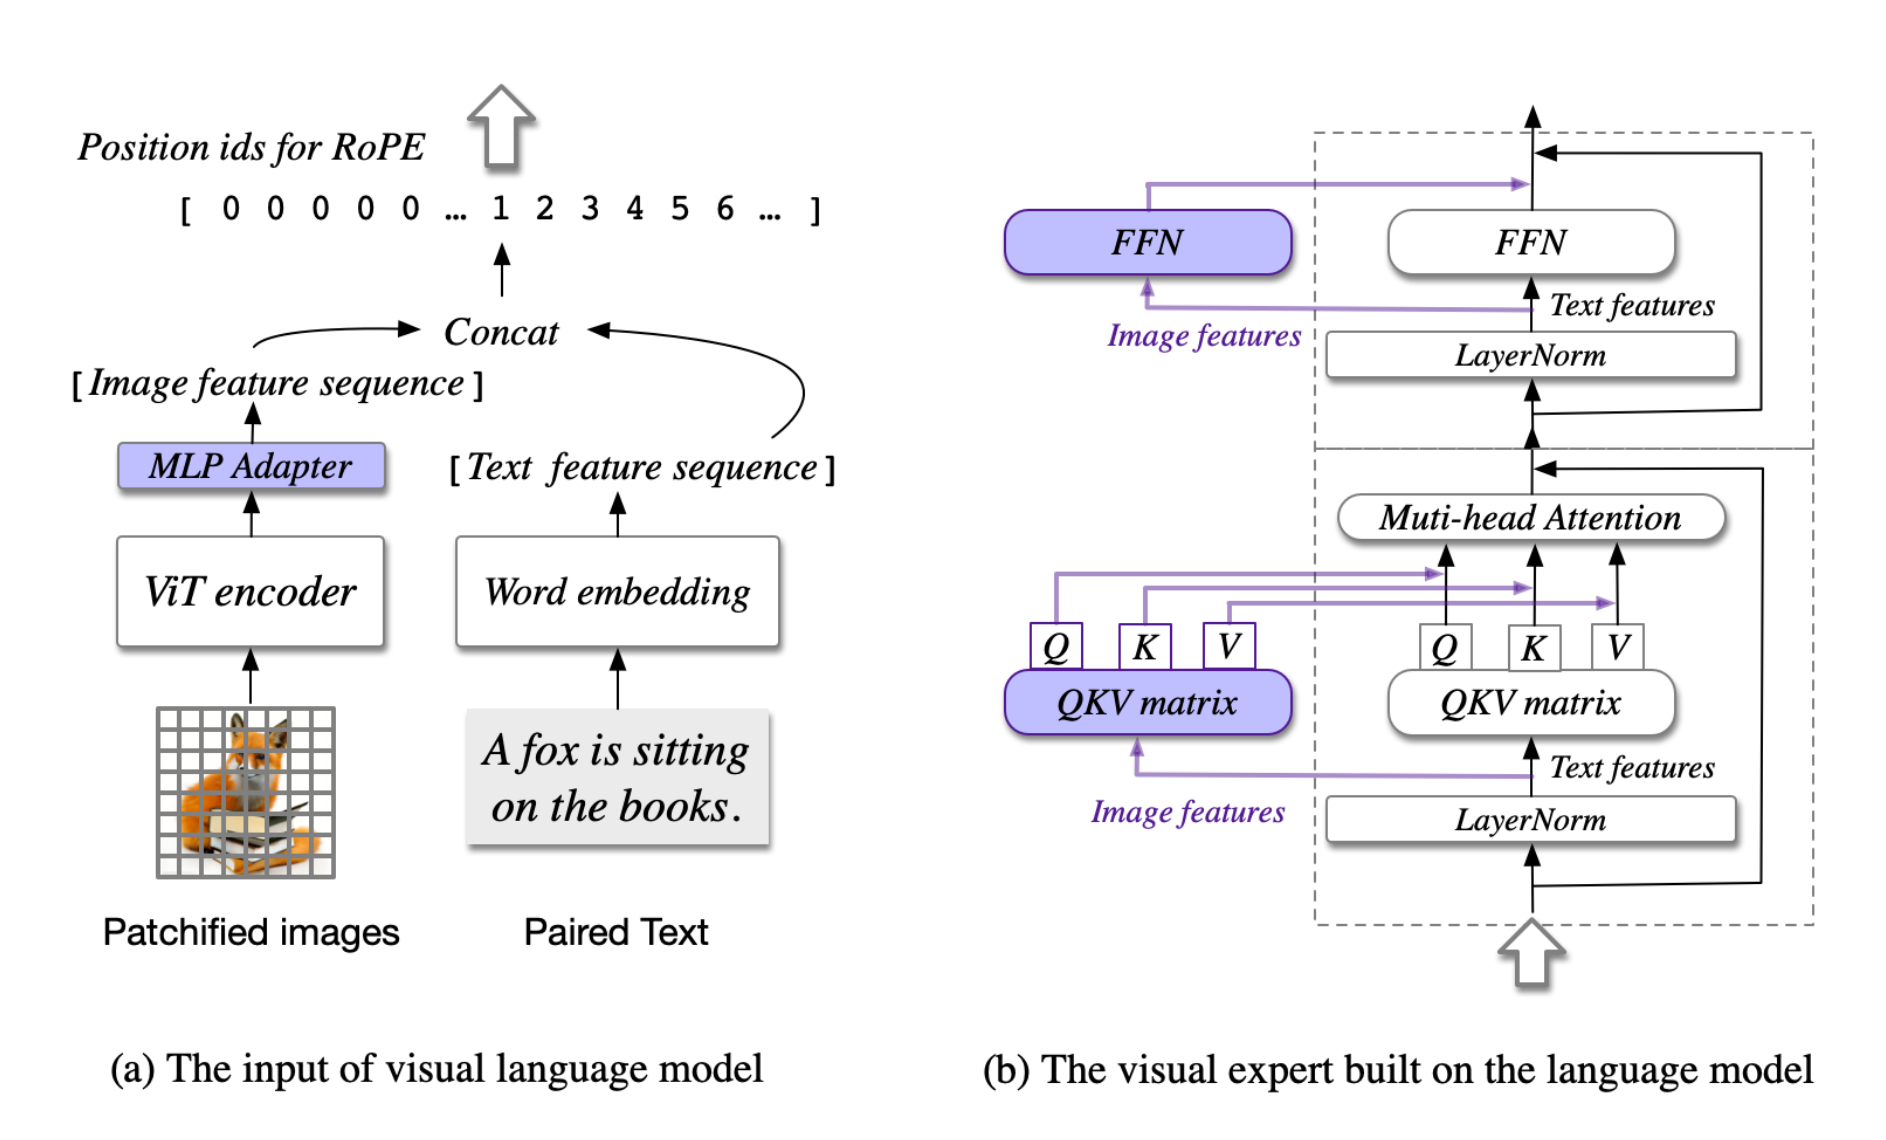 Position ids for RoPE
[ 0 0 0 0 0 … 1 2 3 4 5 6 … ]
Concat
[Image feature sequence]
MLP Adapter
[Text feature sequence]
ViT encoder
Word embedding
A fox is sitting
on the books.
Patchified images
Paired Text
(a) The input of visual language model
FFN
FFN
Text features
Image features
LayerNorm
Muti-head Attention
Q K V
Q K V
QKV matrix
QKV matrix
Text features
Image features
LayerNorm
(b) The visual expert built on the language model